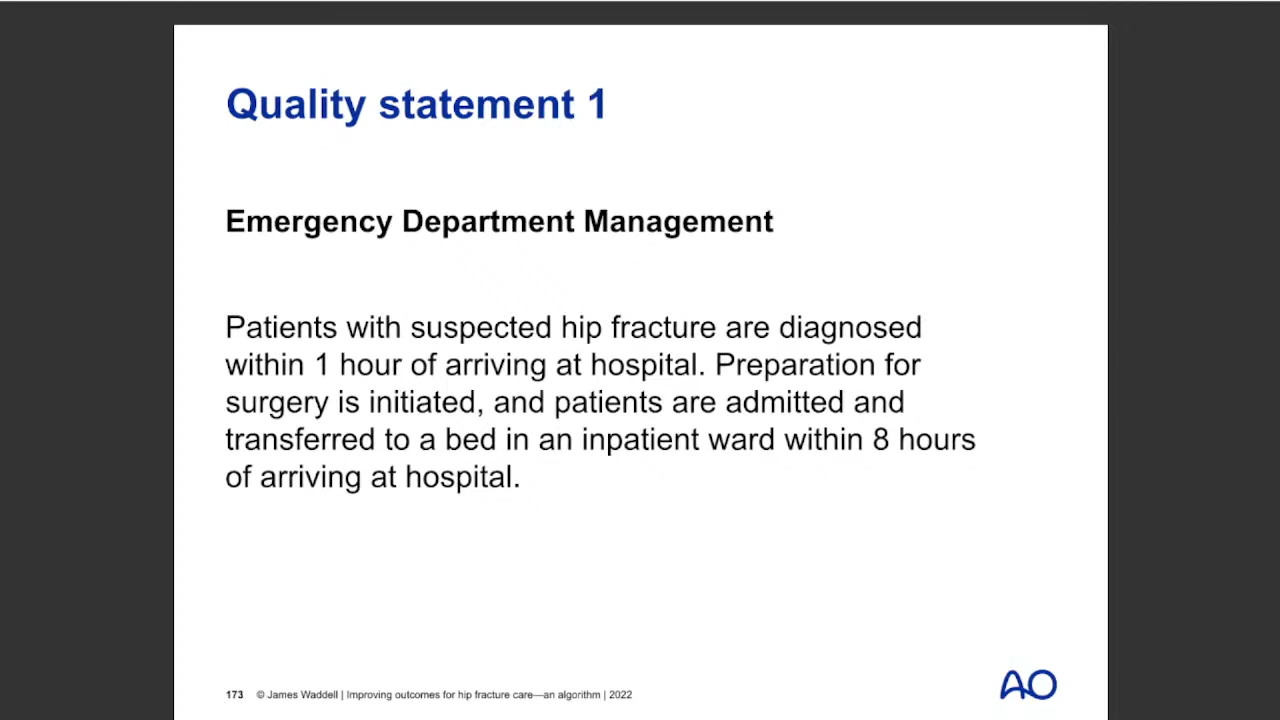 Quality statement 1
Emergency Department Management
Patients with suspected hip fracture are diagnosed
within 1 hour of arriving at hospital. Preparation for
surgery is initiated, and patients are admitted and
transferred to a bed in an inpatient ward within 8 hours
of arriving at hospital.
173 © James Waddell | Improving outcomes for hip fracture care—an algorithm | 2022
AO